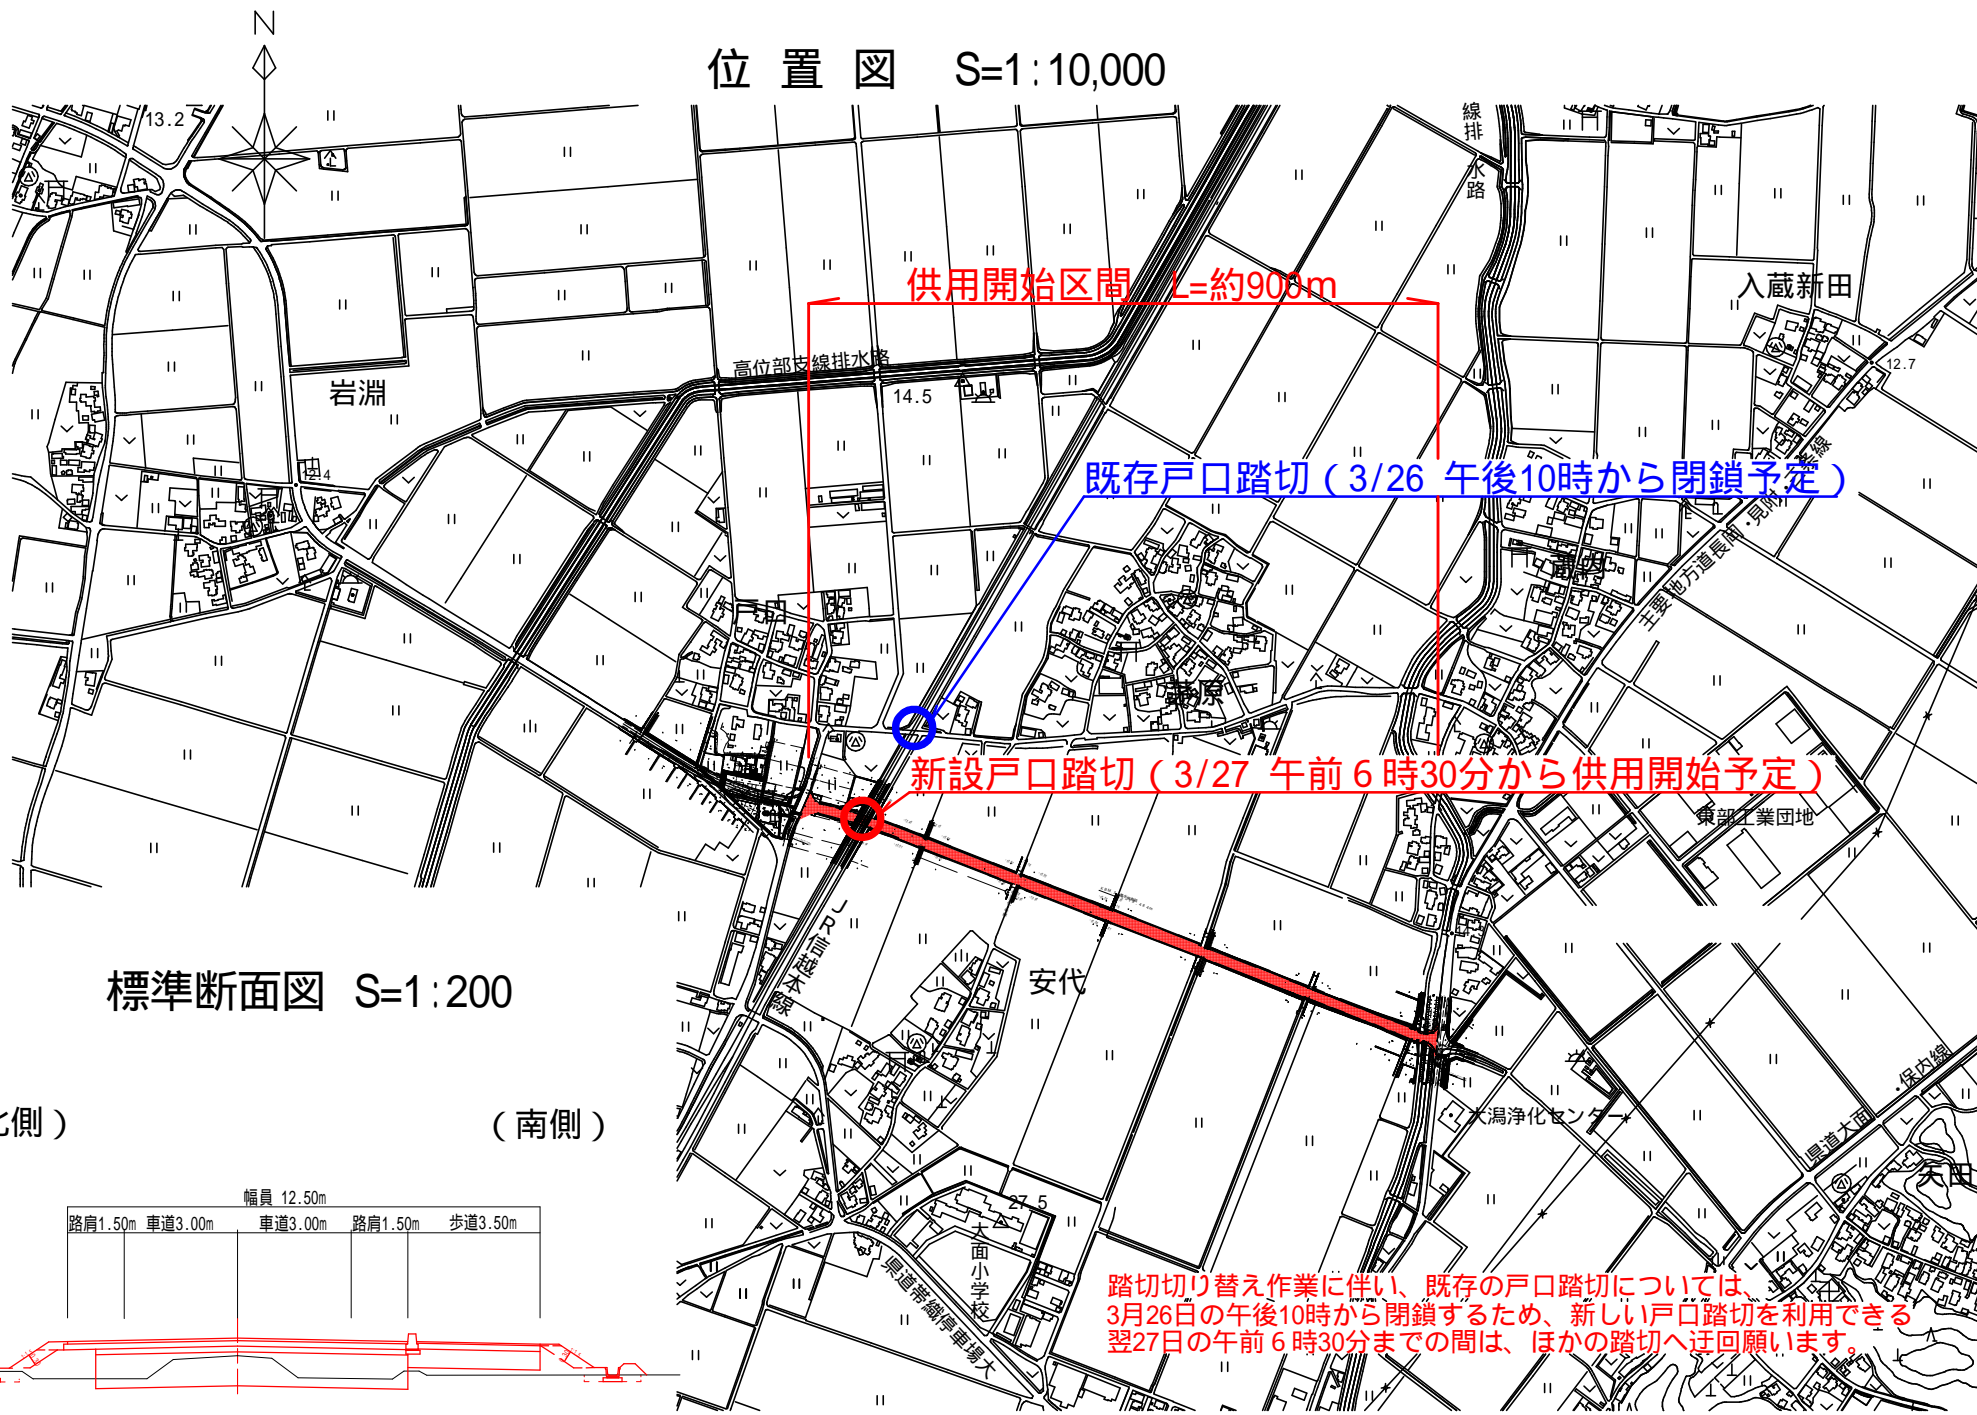 N
位 置 図 S=1:10,000
13.2
線排
水路
供用開始区間 L=約900m
入蔵新田
12.7
高位部支線排水路
14.5
岩淵
12.4
既存戸口踏切（3/26 午後10時から閉鎖予定）
主要地方道長岡・見附・三条線
蔵内
戸口
茅原
新設戸口踏切（3/27 午前６時30分から供用開始予定）
東部工業団地
JR信越本線
安代
標準断面図 S=1:200
県道大面・保内線
大潟浄化センター
矢田
側）
（南側）
27.5
大面小学校
県道帯織停車場大
幅員 12.50m
路肩1.50m 車道3.00m 車道3.00m 路肩1.50m 歩道3.50m
踏切切り替え作業に伴い、既存の戸口踏切については、
3月26日の午後10時から閉鎖するため、新しい戸口踏切を利用できる
翌27日の午前６時30分までの間は、ほかの踏切へ迂回願います。